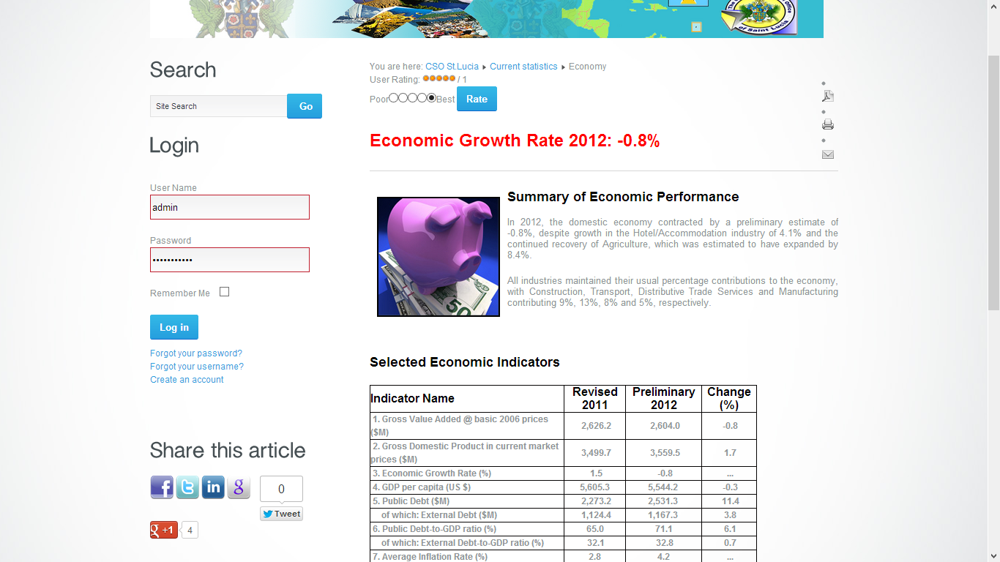 of Saint Lucia
Search
Site Search
Go
Login
User Name
admin
Password
•••••••••••
Remember Me
Log in
Forgot your password?
Forgot your username?
Create an account
Share this article
f
t
in
g
0
Tweet
g +1
4
You are here: CSO St.Lucia Current statistics Economy
User Rating: / 1
Poor Best Rate
Economic Growth Rate 2012: -0.8%
Summary of Economic Performance
In 2012, the domestic economy contracted by a preliminary estimate of
-0.8%, despite growth in the Hotel/Accommodation industry of 4.1% and the
continued recovery of Agriculture, which was estimated to have expanded by
8.4%.
All industries maintained their usual percentage contributions to the economy,
with Construction, Transport, Distributive Trade Services and Manufacturing
contributing 9%, 13%, 8% and 5%, respectively.
50
Selected Economic Indicators
Indicator Name Revised 2011 Preliminary 2012 Change (%)
1. Gross Value Added @ basic 2006 prices ($M) 2,626.2 2,604.0 -0.8
2. Gross Domestic Product in current market prices ($M) 3,499.7 3,559.5 1.7
3. Economic Growth Rate (%) 1.5 -0.8 ...
4. GDP per capita (US $) 5,605.3 5,544.2 -0.3
5. Public Debt ($M) 2,273.2 2,531.3 11.4
of which: External Debt ($M) 1,124.4 1,167.3 3.8
6. Public Debt-to-GDP ratio (%) 65.0 71.1 6.1
of which: External Debt-to-GDP ratio (%) 32.1 32.8 0.7
7. Average Inflation Rate (%) 2.8 4.2 ...